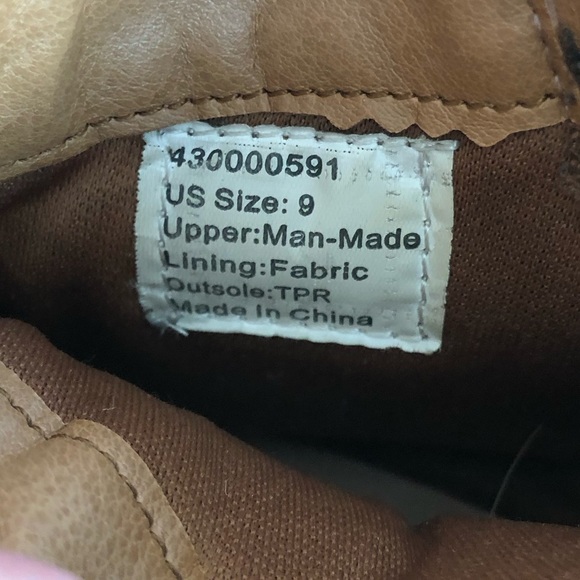 430000591
US Size: 9
Upper:Man-Made
Lining:Fabric
Outsole:TPR
Made in China